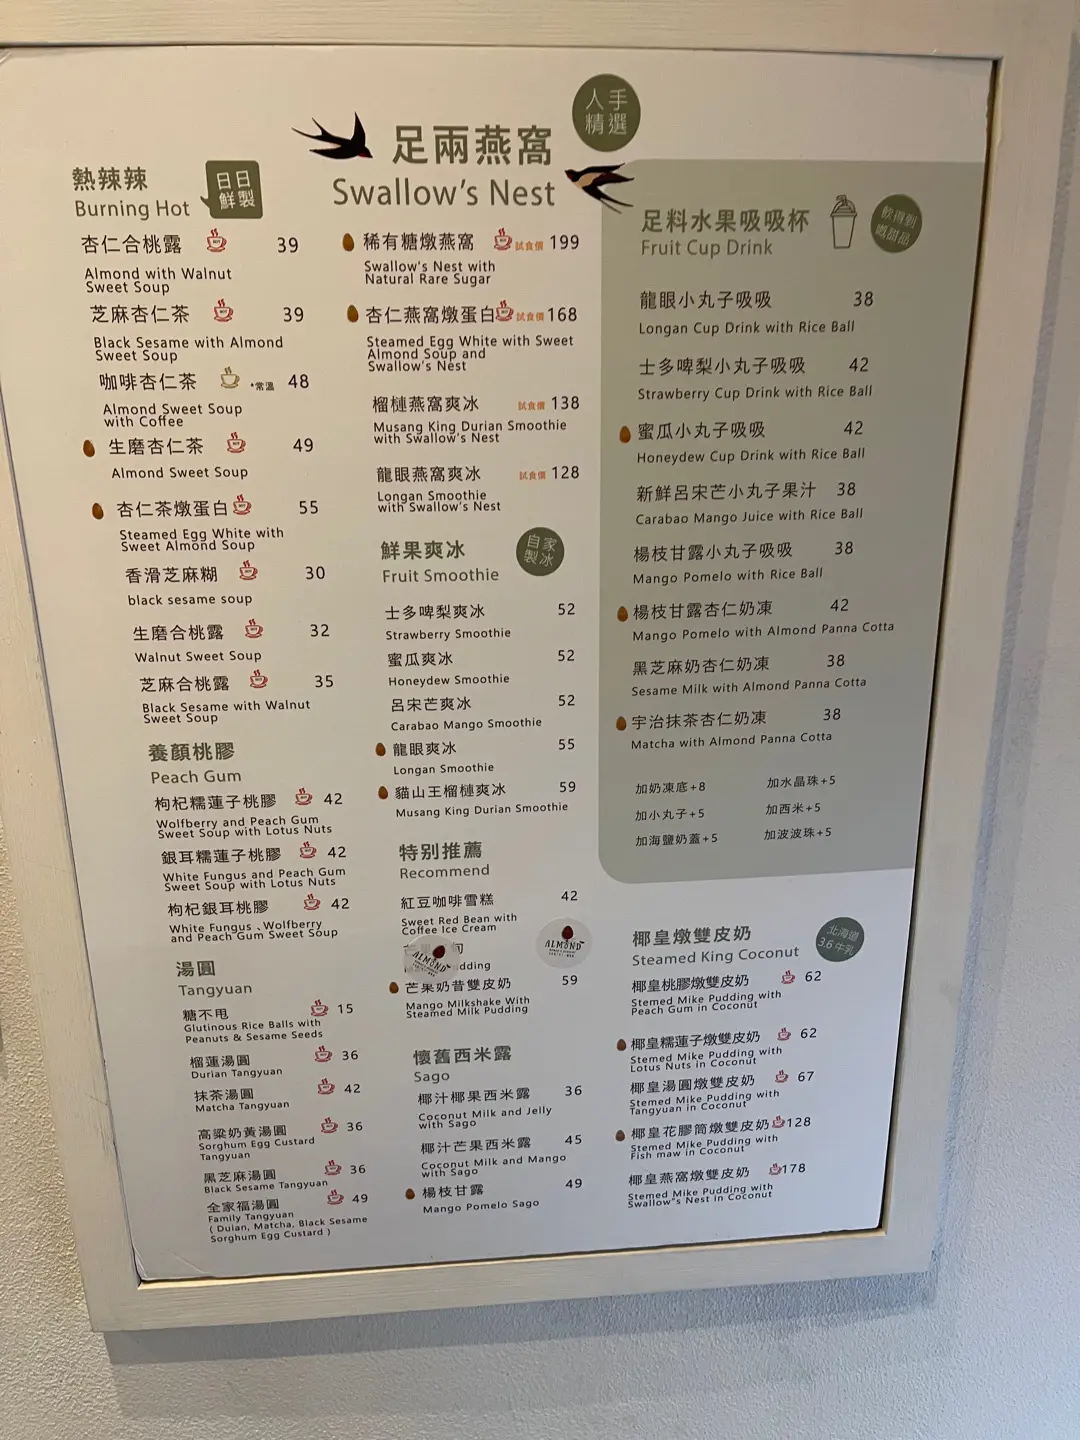 人手
精選
足兩燕窩
Swallow's Nest
熱辣辣
Burning Hot
日日
鮮製
杏仁合桃露 39
Almond with Walnut
Sweet Soup
芝麻杏仁茶 39
Black Sesame with Almond
Sweet Soup
咖啡杏仁茶 *常溫 48
Almond Sweet Soup
with Coffee
生磨杏仁茶 49
Almond Sweet Soup
杏仁茶燉蛋白 55
Steamed Egg White with
Sweet Almond Soup
香滑芝麻糊 30
black sesame soup
生磨合桃露 32
Walnut Sweet Soup
芝麻合桃露 35
Black Sesame with Walnut
Sweet Soup
養顏桃膠
Peach Gum
枸杞糯蓮子桃膠 42
Wolfberry and Peach Gum
Sweet Soup with Lotus Nuts
銀耳糯蓮子桃膠 42
White Fungus and Peach Gum
Sweet Soup with Lotus Nuts
枸杞銀耳桃膠 42
White Fungus、Wolfberry
and Peach Gum Sweet Soup
湯圓
Tangyuan
糖不甩 15
Glutinous Rice Balls with
Peanuts & Sesame Seeds
榴蓮湯圓 36
Durian Tangyuan
抹茶湯圓 42
Matcha Tangyuan
高粱奶黃湯圓 36
Sorghum Egg Custard
Tangyuan
黑芝麻湯圓 36
Black Sesame Tangyuan
全家福湯圓 49
Family Tangyuan
( Duian, Matcha, Black Sesame
Sorghum Egg Custard )
稀有糖燉燕窩 試食價 199
Swallow's Nest with
Natural Rare Sugar
杏仁燕窩燉蛋白 試食價 168
Steamed Egg White with Sweet
Almond Soup and
Swallow's Nest
榴槤燕窩爽冰 試食價 138
Musang King Durian Smoothie
with Swallow's Nest
龍眼燕窩爽冰 試食價 128
Longan Smoothie
with Swallow's Nest
鮮果爽冰
Fruit Smoothie
自家
製冰
士多啤梨爽冰 52
Strawberry Smoothie
蜜瓜爽冰 52
Honeydew Smoothie
呂宋芒爽冰 52
Carabao Mango Smoothie
龍眼爽冰 55
Longan Smoothie
貓山王榴槤爽冰 59
Musang King Durian Smoothie
特別推薦
Recommend
紅豆咖啡雪糕 42
Sweet Red Bean with
Coffee Ice Cream
ALMOND
ALMOND
芒果奶昔雙皮奶 59
Mango Milkshake With
Steamed Milk Pudding
懷舊西米露
Sago
椰汁椰果西米露 36
Coconut Milk and Jelly
with Sago
椰汁芒果西米露 45
Coconut Milk and Mango
with Sago
楊枝甘露 49
Mango Pomelo Sago
足料水果吸吸杯
Fruit Cup Drink
飲得到
嘅甜品
龍眼小丸子吸吸 38
Longan Cup Drink with Rice Ball
士多啤梨小丸子吸吸 42
Strawberry Cup Drink with Rice Ball
蜜瓜小丸子吸吸 42
Honeydew Cup Drink with Rice Ball
新鮮呂宋芒小丸子果汁 38
Carabao Mango Juice with Rice Ball
楊枝甘露小丸子吸吸 38
Mango Pomelo with Rice Ball
楊枝甘露杏仁奶凍 42
Mango Pomelo with Almond Panna Cotta
黑芝麻奶杏仁奶凍 38
Sesame Milk with Almond Panna Cotta
宇治抹茶杏仁奶凍 38
Matcha with Almond Panna Cotta
加奶凍底+8 加水晶珠+5
加小丸子+5 加西米+5
加海鹽奶蓋+5 加波波珠+5
椰皇燉雙皮奶
Steamed King Coconut
北海道
3.6牛乳
椰皇桃膠燉雙皮奶 62
Stemed Mike Pudding with
Peach Gum in Coconut
椰皇糯蓮子燉雙皮奶 62
Stemed Mike Pudding with
Lotus Nuts in Coconut
椰皇湯圓燉雙皮奶 67
Stemed Mike Pudding with
Tangyuan in Coconut
椰皇花膠筒燉雙皮奶 128
Stemed Mike Pudding with
Fish maw in Coconut
椰皇燕窩燉雙皮奶 178
Stemed Mike Pudding with
Swallow's Nest in Coconut